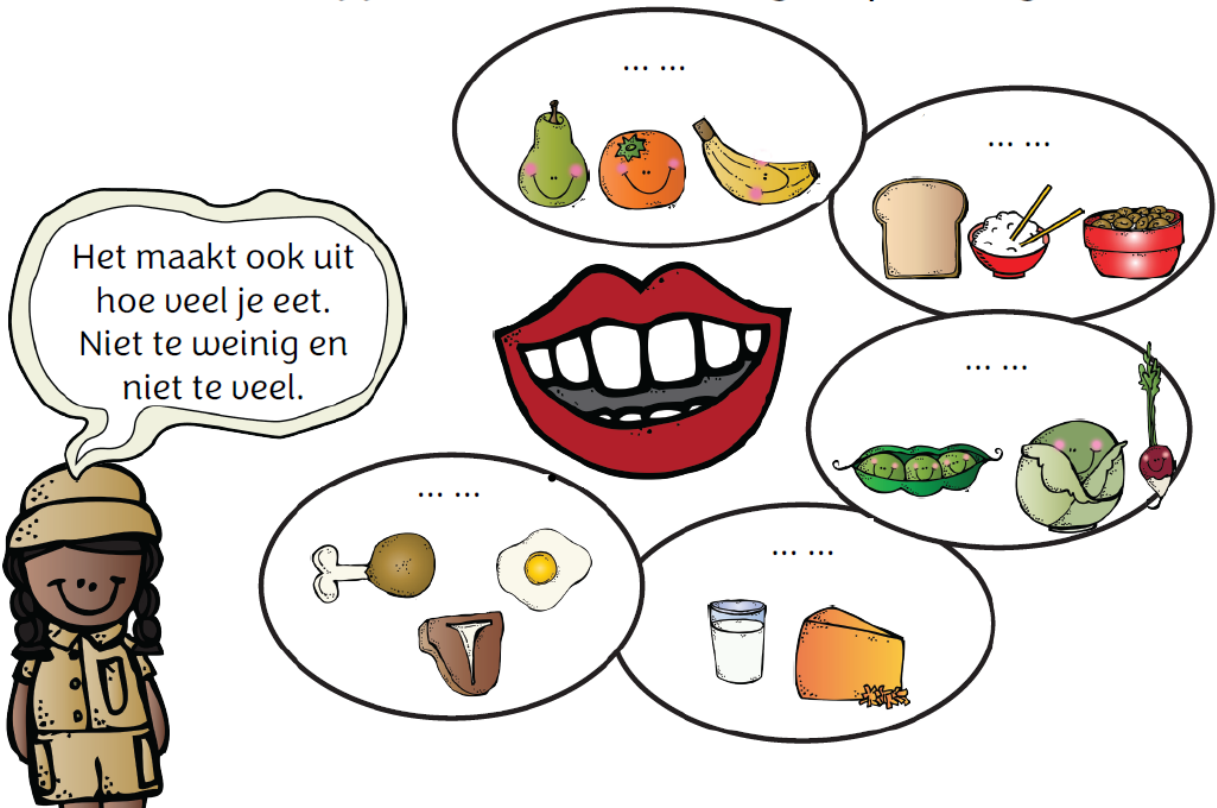 ... ...
... ...
Het maakt ook uit
hoe veel je eet.
Niet te weinig en
niet te veel.
... ...
... ...
... ...